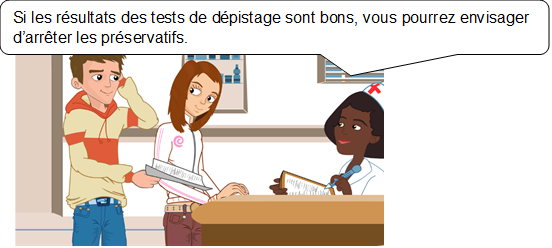 Si les résultats des tests de dépistage sont bons, vous pourrez envisager
d’arrêter les préservatifs.